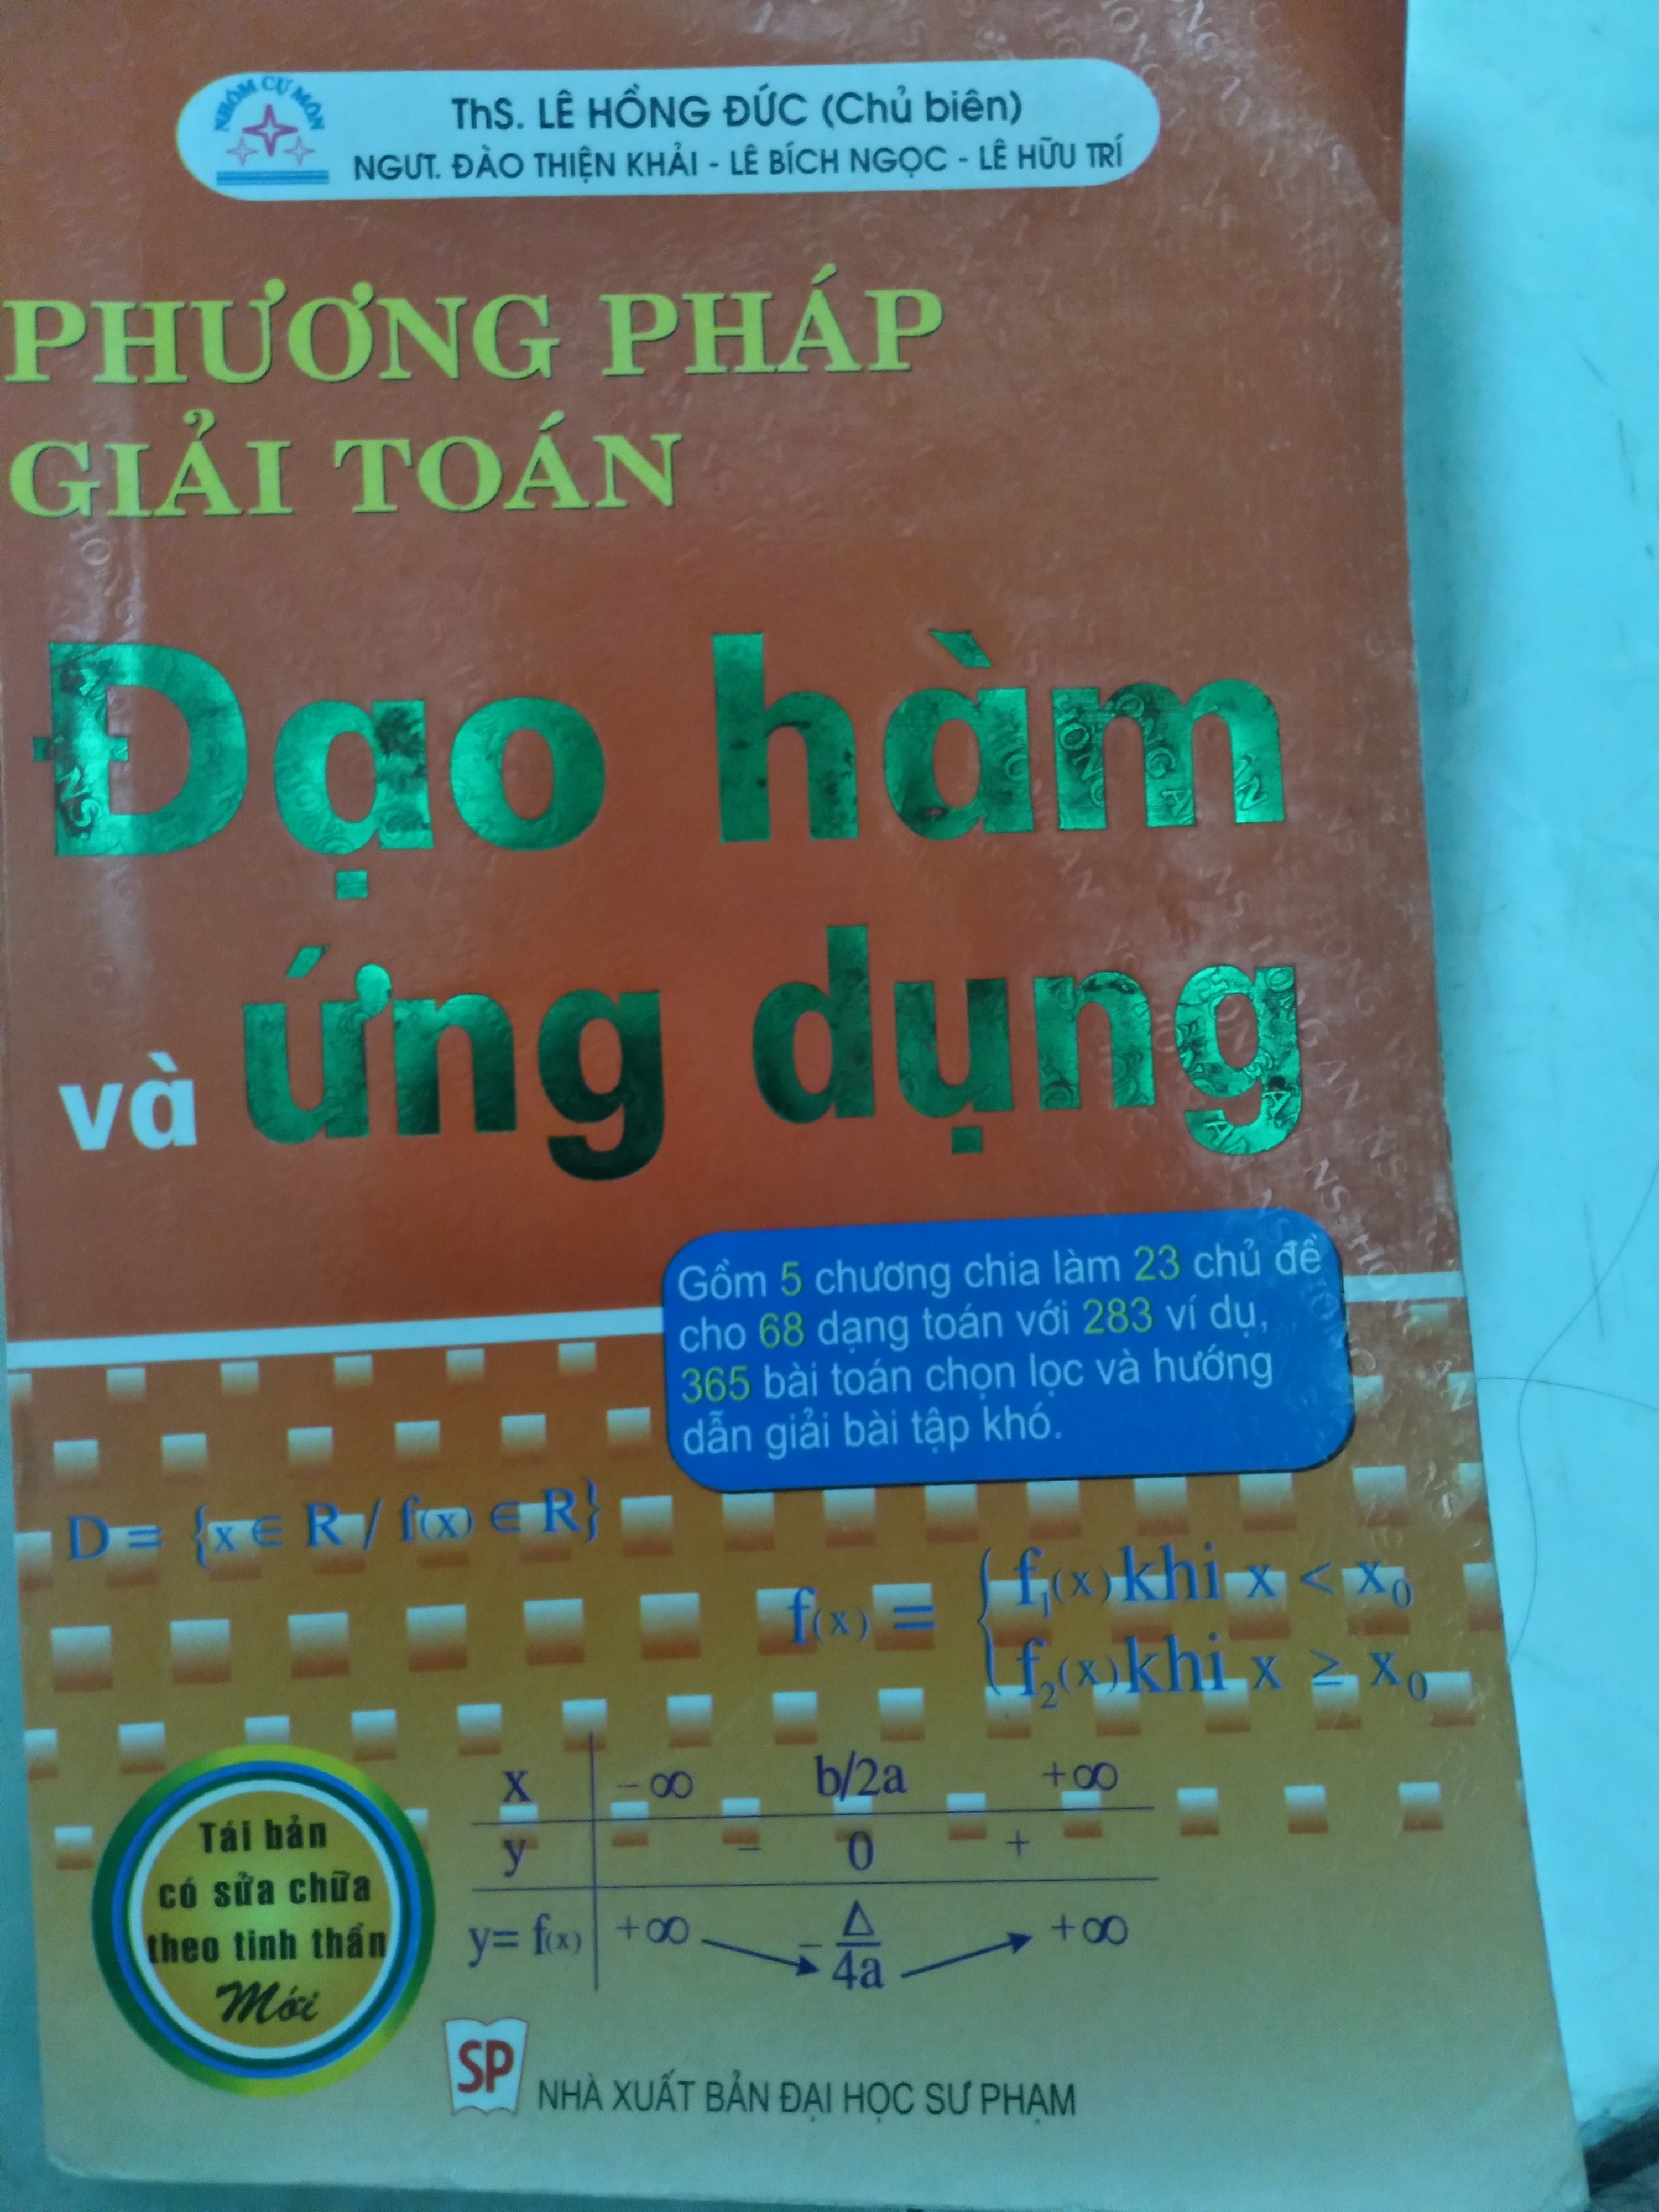 NHÓM CỰ MÔN
ThS. LÊ HỒNG ĐỨC (Chủ biên)
NGƯT. ĐÀO THIỆN KHẢI - LÊ BÍCH NGỌC - LÊ HỮU TRÍ
PHƯƠNG PHÁP
GIẢI TOÁN
Đạo hàm
và ứng dụng
Gồm 5 chương chia làm 23 chủ đề
cho 68 dạng toán với 283 ví dụ,
365 bài toán chọn lọc và hướng
dẫn giải bài tập khó.
D = {x ∈ R / f(x) ∈ R}
f(x) = { f₁(x) khi x < x₀
f₂(x) khi x ≥ x₀
x -∞ b/2a +∞
y - 0 +
y= f(x) +∞ -Δ/4a +∞
Tái bản
có sửa chữa
theo tinh thần
Mới
SP
NHÀ XUẤT BẢN ĐẠI HỌC SƯ PHẠM